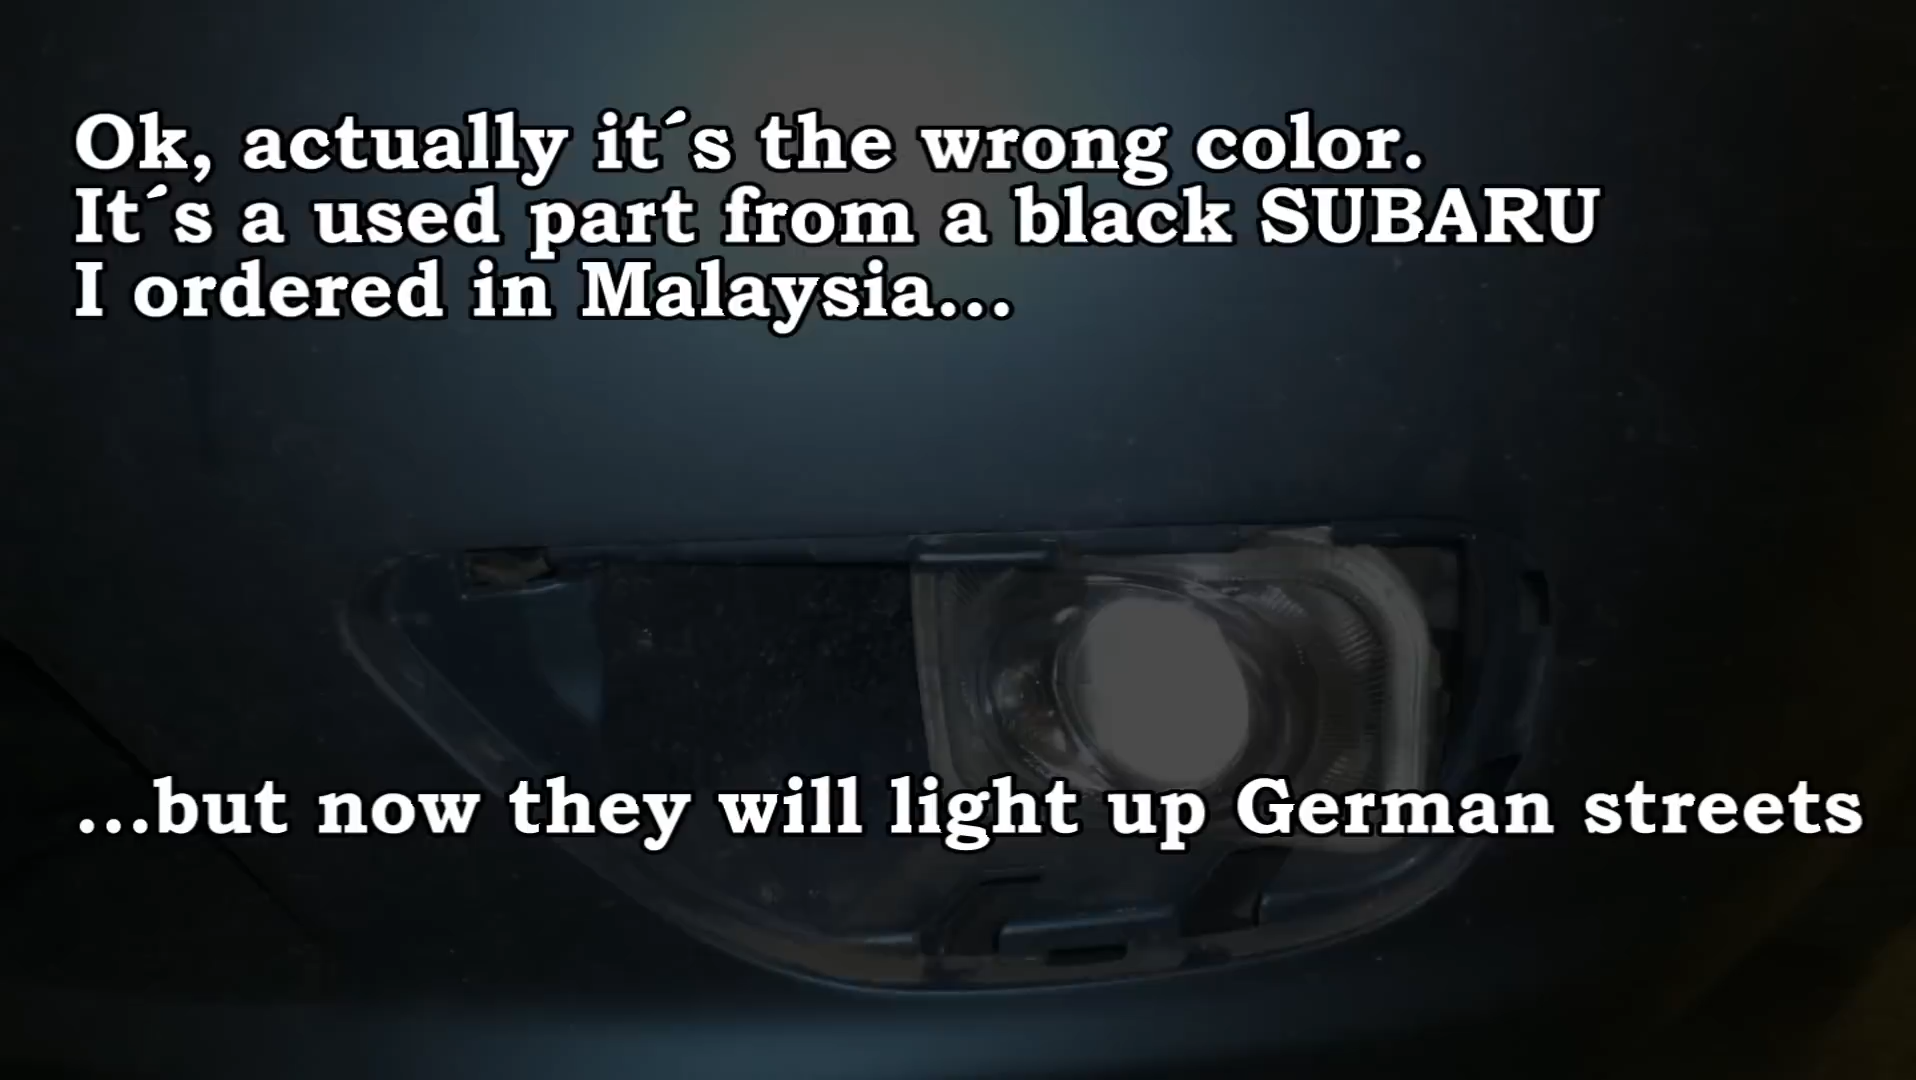 Ok, actually it´s the wrong color.
It´s a used part from a black SUBARU
I ordered in Malaysia...
...but now they will light up German streets